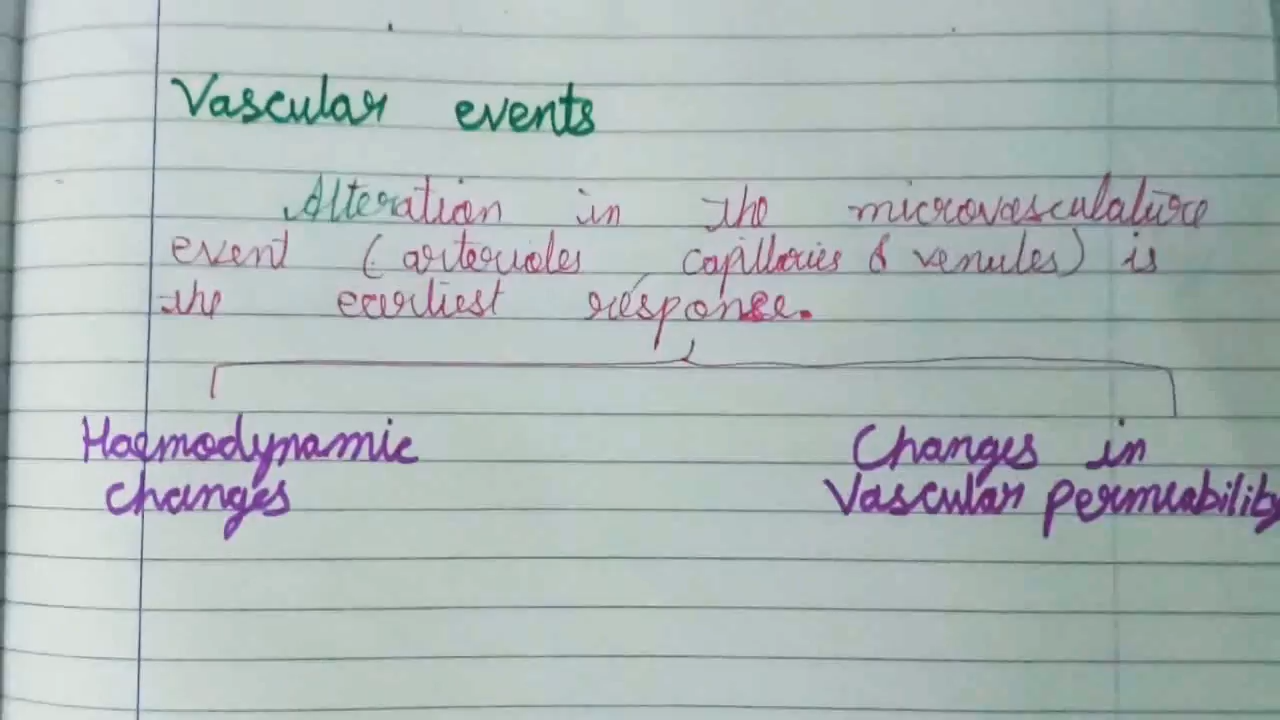 Vascular events
Alteration in the microvasculature
event (arterioles, capillaries & venules) is
the earliest response.
Haemodynamic
changes
Changes in
Vascular permeability